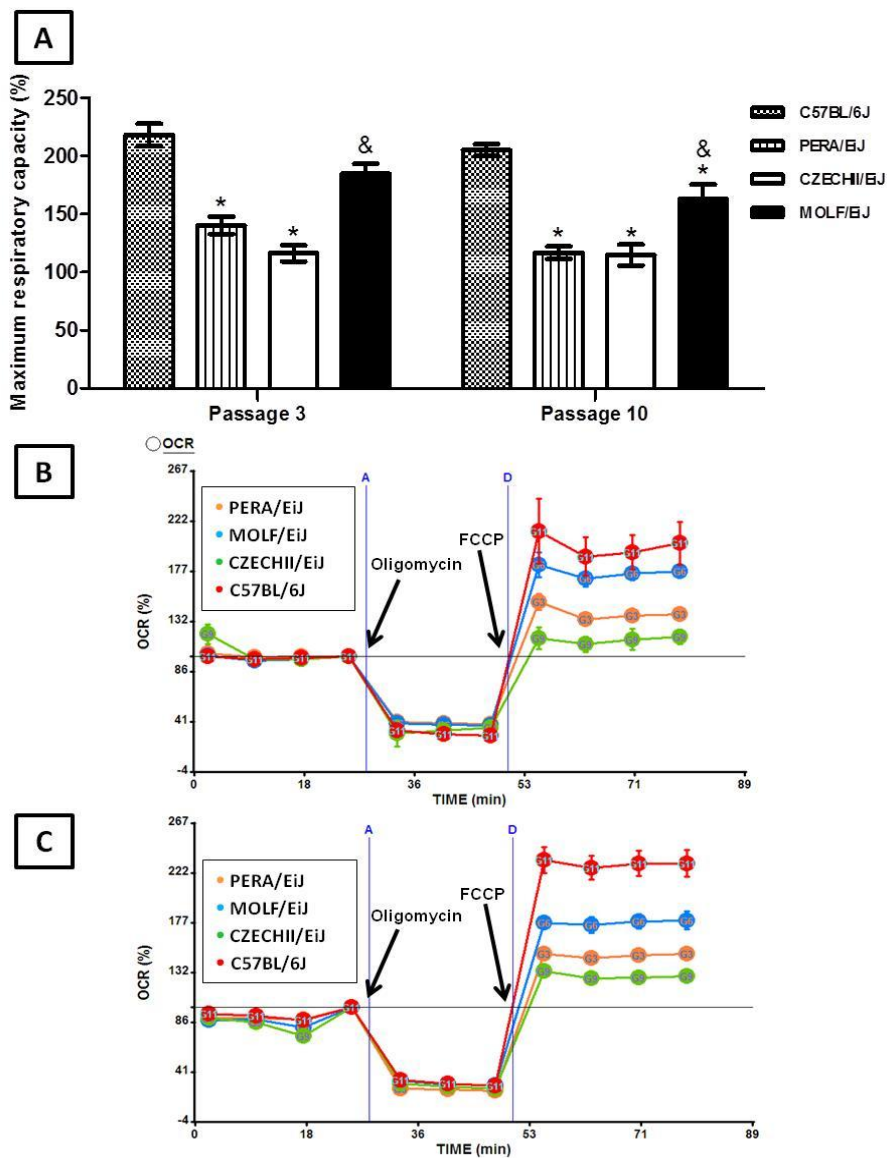 A
Maximum respiratory capacity (%)
250
200
150
100
50
0
*
*
&
*
*
&
*
Passage 3
Passage 10
C57BL/6J
PERA/EiJ
CZECHII/EiJ
MOLF/EiJ
B
OCR
OCR (%)
267
222
177
132
86
41
-4
A
D
PERA/EiJ
MOLF/EiJ
CZECHII/EiJ
C57BL/6J
Oligomycin
FCCP
0
18
36
53
71
89
TIME (min)
C
OCR (%)
267
222
177
132
86
41
-4
A
D
PERA/EiJ
MOLF/EiJ
CZECHII/EiJ
C57BL/6J
Oligomycin
FCCP
0
18
36
53
71
89
TIME (min)